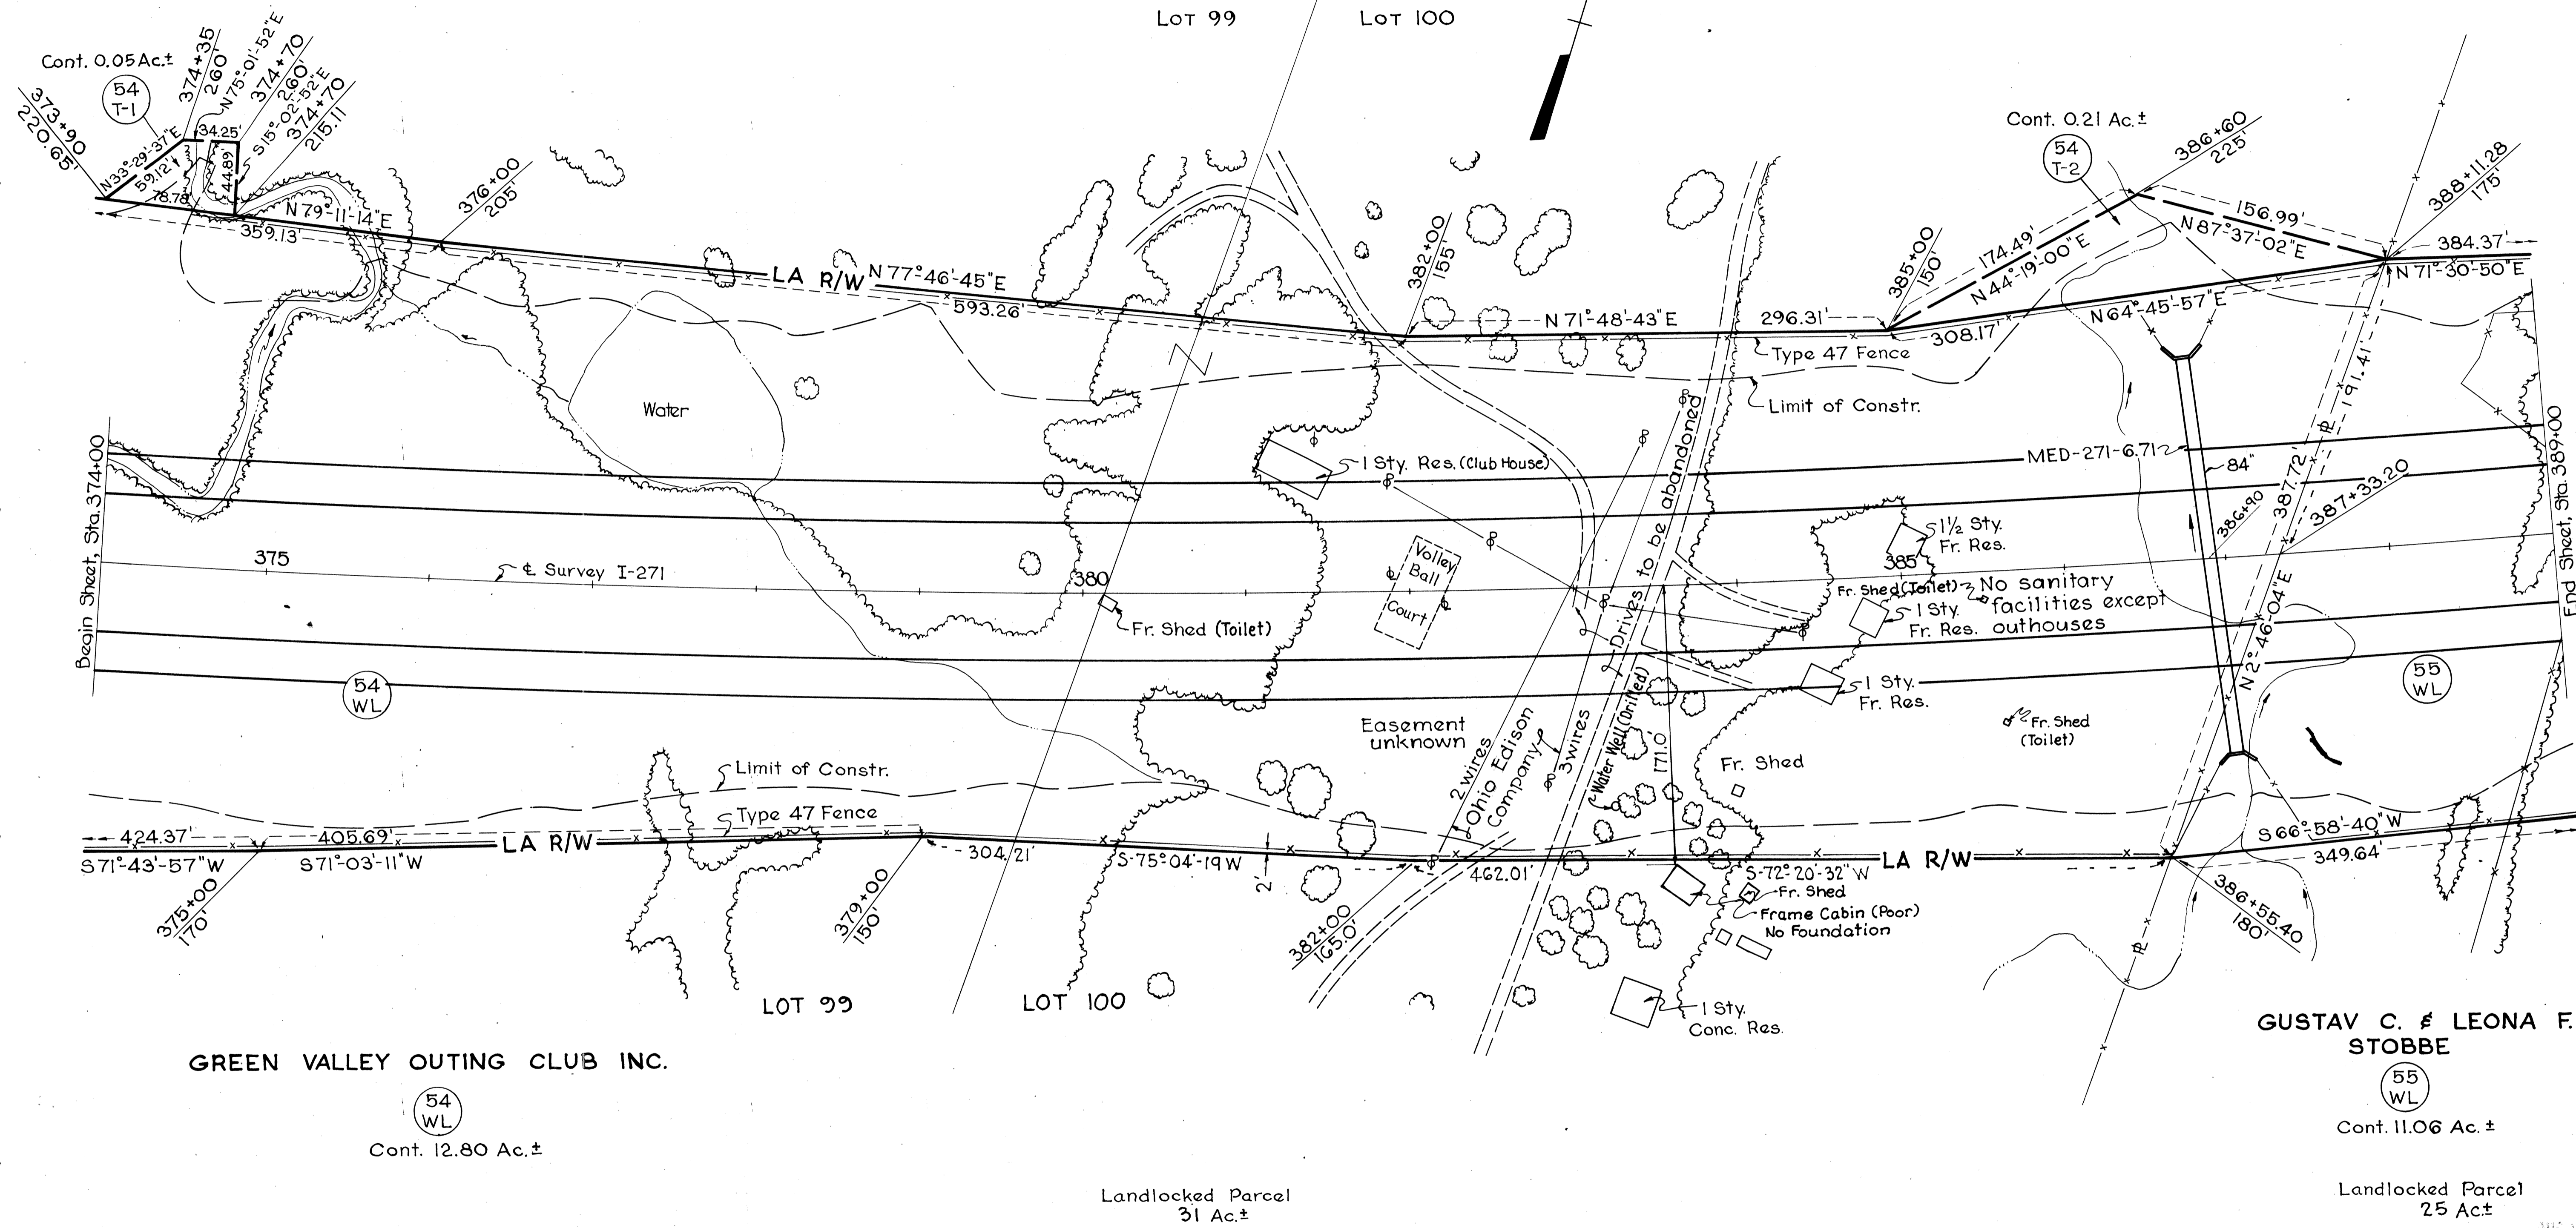 LOT 99
LOT 100
Cont. 0.05 Ac.±
54
T-1
373+90
220.65'
374+35
260'
N75°-01'-52"E
374+70
260'
S15°-02'-52"E
374+70
215.11
N33°-29'-37"E
59.12'
34.25'
44.89'
78.78'
N79°-11'-14"E
359.13'
376+00
205'
LA R/W
N77°46'-45"E
593.26'
382+00
155'
N71°-48'-43"E
296.31'
385+00
150'
Type 47 Fence
Limit of Constr.
Cont. 0.21 Ac.±
54
T-2
386+60
225'
174.49'
N44°-19'-00"E
156.99'
N87°37'-02"E
388+11.28
175'
384.37'
N71°-30'-50"E
308.17'
N64°-45'-57"E
191.41'
Water
1 Sty. Res. (Club House)
MED-271-6.71
84"
387.72'
386+90
387+33.20
N2°-46'-04"E
Begin Sheet, Sta. 374+00
End Sheet, Sta. 389+00
375
℄ Survey I-271
380
385
Fr. Shed (Toilet)
Volley
Ball
Court
Drives to be abandoned
1½ Sty.
Fr. Res.
Fr. Shed (Toilet)
No sanitary
facilities except
outhouses
1 Sty.
Fr. Res.
1 Sty.
Fr. Res.
54
WL
55
WL
Easement
unknown
2 wires
Ohio Edison
Company
3 wires
Water Well (Drilled)
171.0'
Fr. Shed
Fr. Shed
(Toilet)
Limit of Constr.
Type 47 Fence
424.37'
S71°-43'-57"W
405.69'
S71°-03'-11"W
LA R/W
375+00
170'
379+00
150'
304.21'
S-75°04'-19 W
2'
382+00
165.0'
462.01'
S-72°20'-32"W
LA R/W
S66°-58'-40"W
349.64'
386+55.40
180'
Fr. Shed
Frame Cabin (Poor)
No Foundation
1 Sty.
Conc. Res.
LOT 99
LOT 100
GREEN VALLEY OUTING CLUB INC.
54
WL
Cont. 12.80 Ac.±
GUSTAV C. & LEONA F.
STOBBE
55
WL
Cont. 11.06 Ac.±
Landlocked Parcel
31 Ac.±
Landlocked Parcel
25 Ac.±